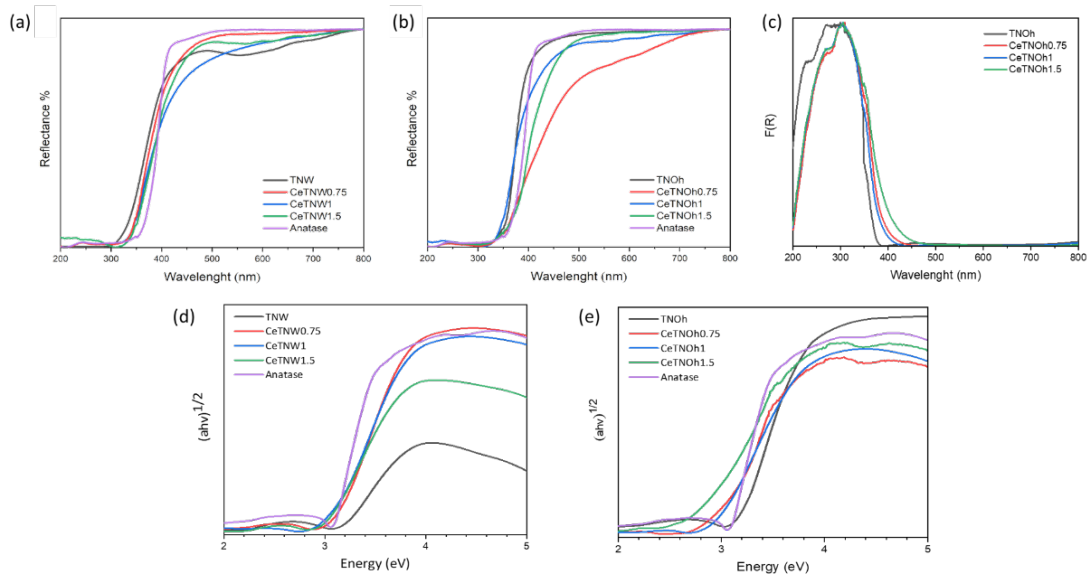 (a)
Reflectance %
TNW
CeTNW0.75
CeTNW1
CeTNW1.5
Anatase
200 300 400 500 600 700 800
Wavelenght (nm)
(b)
Reflectance %
TNOh
CeTNOh0.75
CeTNOh1
CeTNOh1.5
Anatase
200 300 400 500 600 700 800
Wavelenght (nm)
(c)
F(R)
TNOh
CeTNOh0.75
CeTNOh1
CeTNOh1.5
200 300 400 500 600 700 800
Wavelenght (nm)
(d)
(ahv)1/2
TNW
CeTNW0.75
CeTNW1
CeTNW1.5
Anatase
2 3 4 5
Energy (eV)
(e)
(ahv)1/2
TNOh
CeTNOh0.75
CeTNOh1
CeTNOh1.5
Anatase
2 3 4 5
Energy (eV)